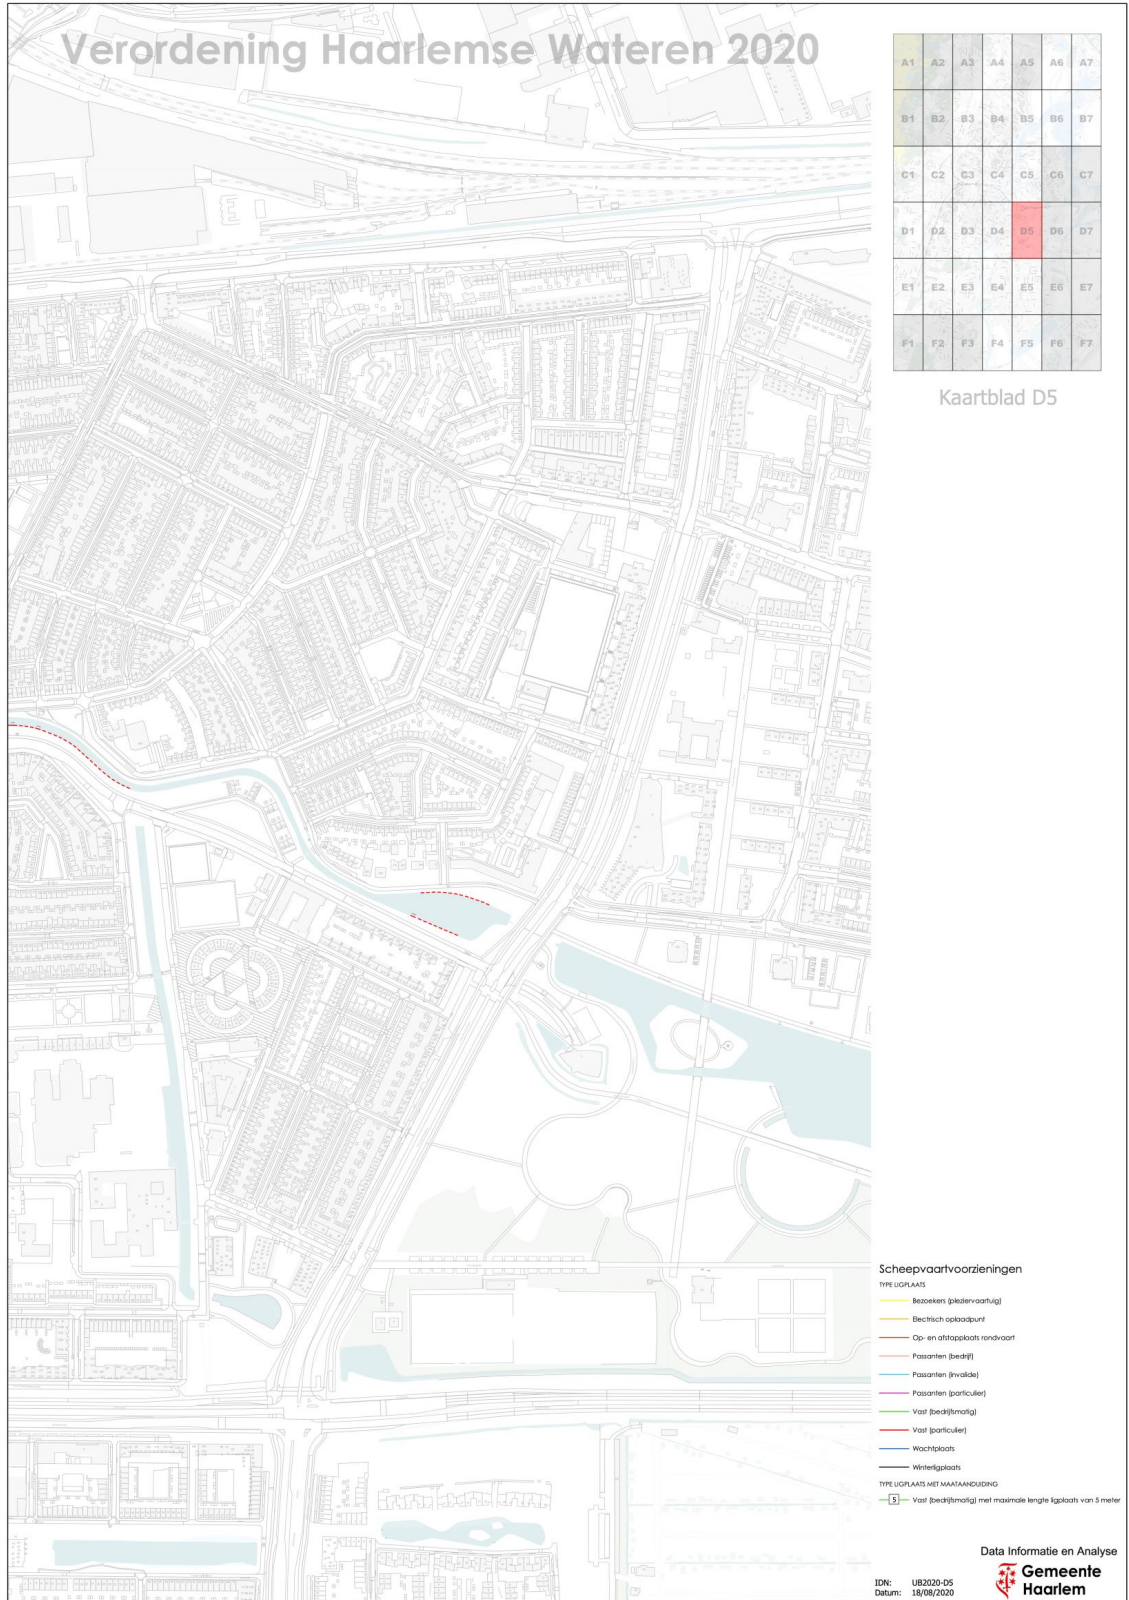 Verordening Haarlemse Wateren 2020
A1 A2 A3 A4 A5 A6 A7
B1 B2 B3 B4 B5 B6 B7
C1 C2 C3 C4 C5 C6 C7
D1 D2 D3 D4 D5 D6 D7
E1 E2 E3 E4 E5 E6 E7
F1 F2 F3 F4 F5 F6 F7
Kaartblad D5
Scheepvaartvoorzieningen
TYPE LIGPLAATS
Bezoekers (pleziervaartuig)
Electrisch oplaadpunt
Op- en afstapplaats rondvaart
Passanten (bedrijf)
Passanten (invalide)
Passanten (particulier)
Vast (bedrijfsmatig)
Vast (particulier)
Wachtplaats
Winterligplaats
TYPE LIGPLAATS MET MAATAANDUIDING
5 Vast (bedrijfsmatig) met maximale lengte ligplaats van 5 meter
Data Informatie en Analyse
IDN: UB2020-D5
Datum: 18/08/2020
Gemeente
Haarlem